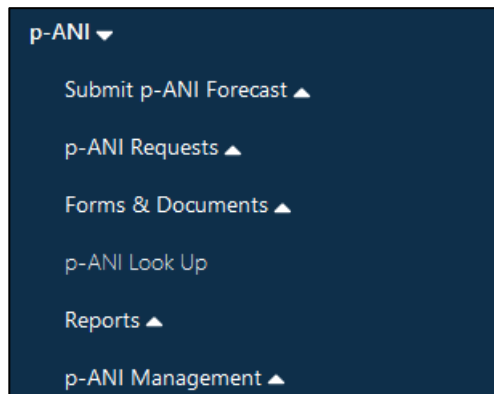 p-ANI
Submit p-ANI Forecast
p-ANI Requests
Forms & Documents
p-ANI Look Up
Reports
p-ANI Management